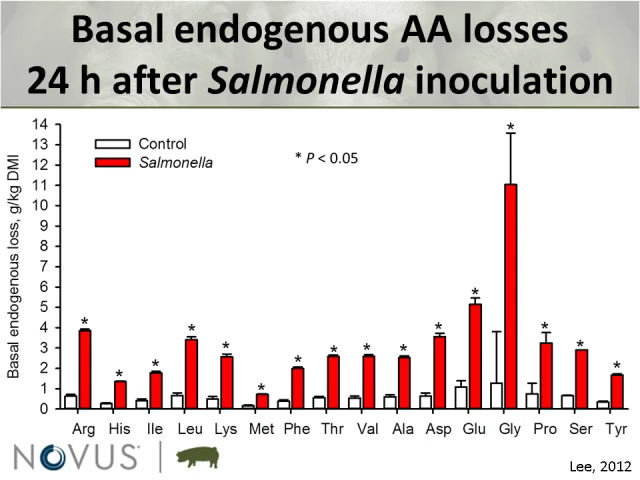 Basal endogenous AA losses
24 h after Salmonella inoculation
Basal endogenous loss, g/kg DMI
14
13
12
11
10
9
8
7
6
5
4
3
2
1
0
Control
Salmonella
* P < 0.05
* * * * * * * * * * * * * * * *
Arg His Ile Leu Lys Met Phe Thr Val Ala Asp Glu Gly Pro Ser Tyr
NOVUS
Lee, 2012